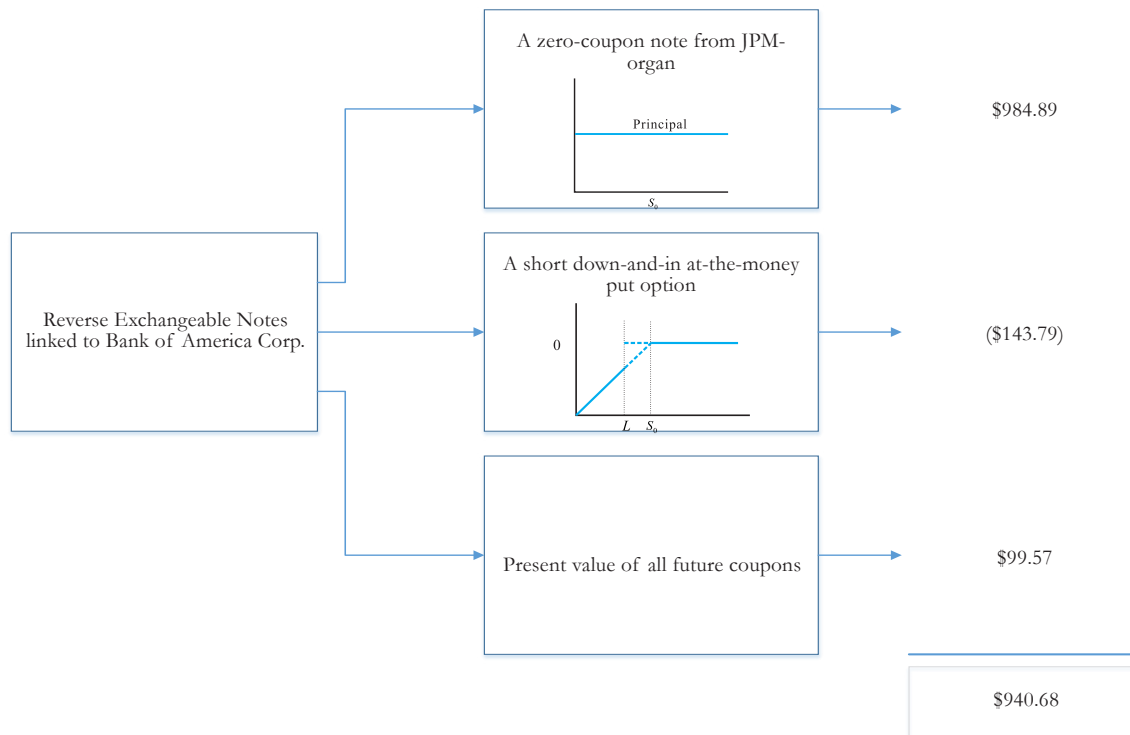 A zero-coupon note from JPM-
organ
Principal
S₀
$984.89
Reverse Exchangeable Notes
linked to Bank of America Corp.
A short down-and-in at-the-money
put option
0
L S₀
($143.79)
Present value of all future coupons
$99.57
$940.68